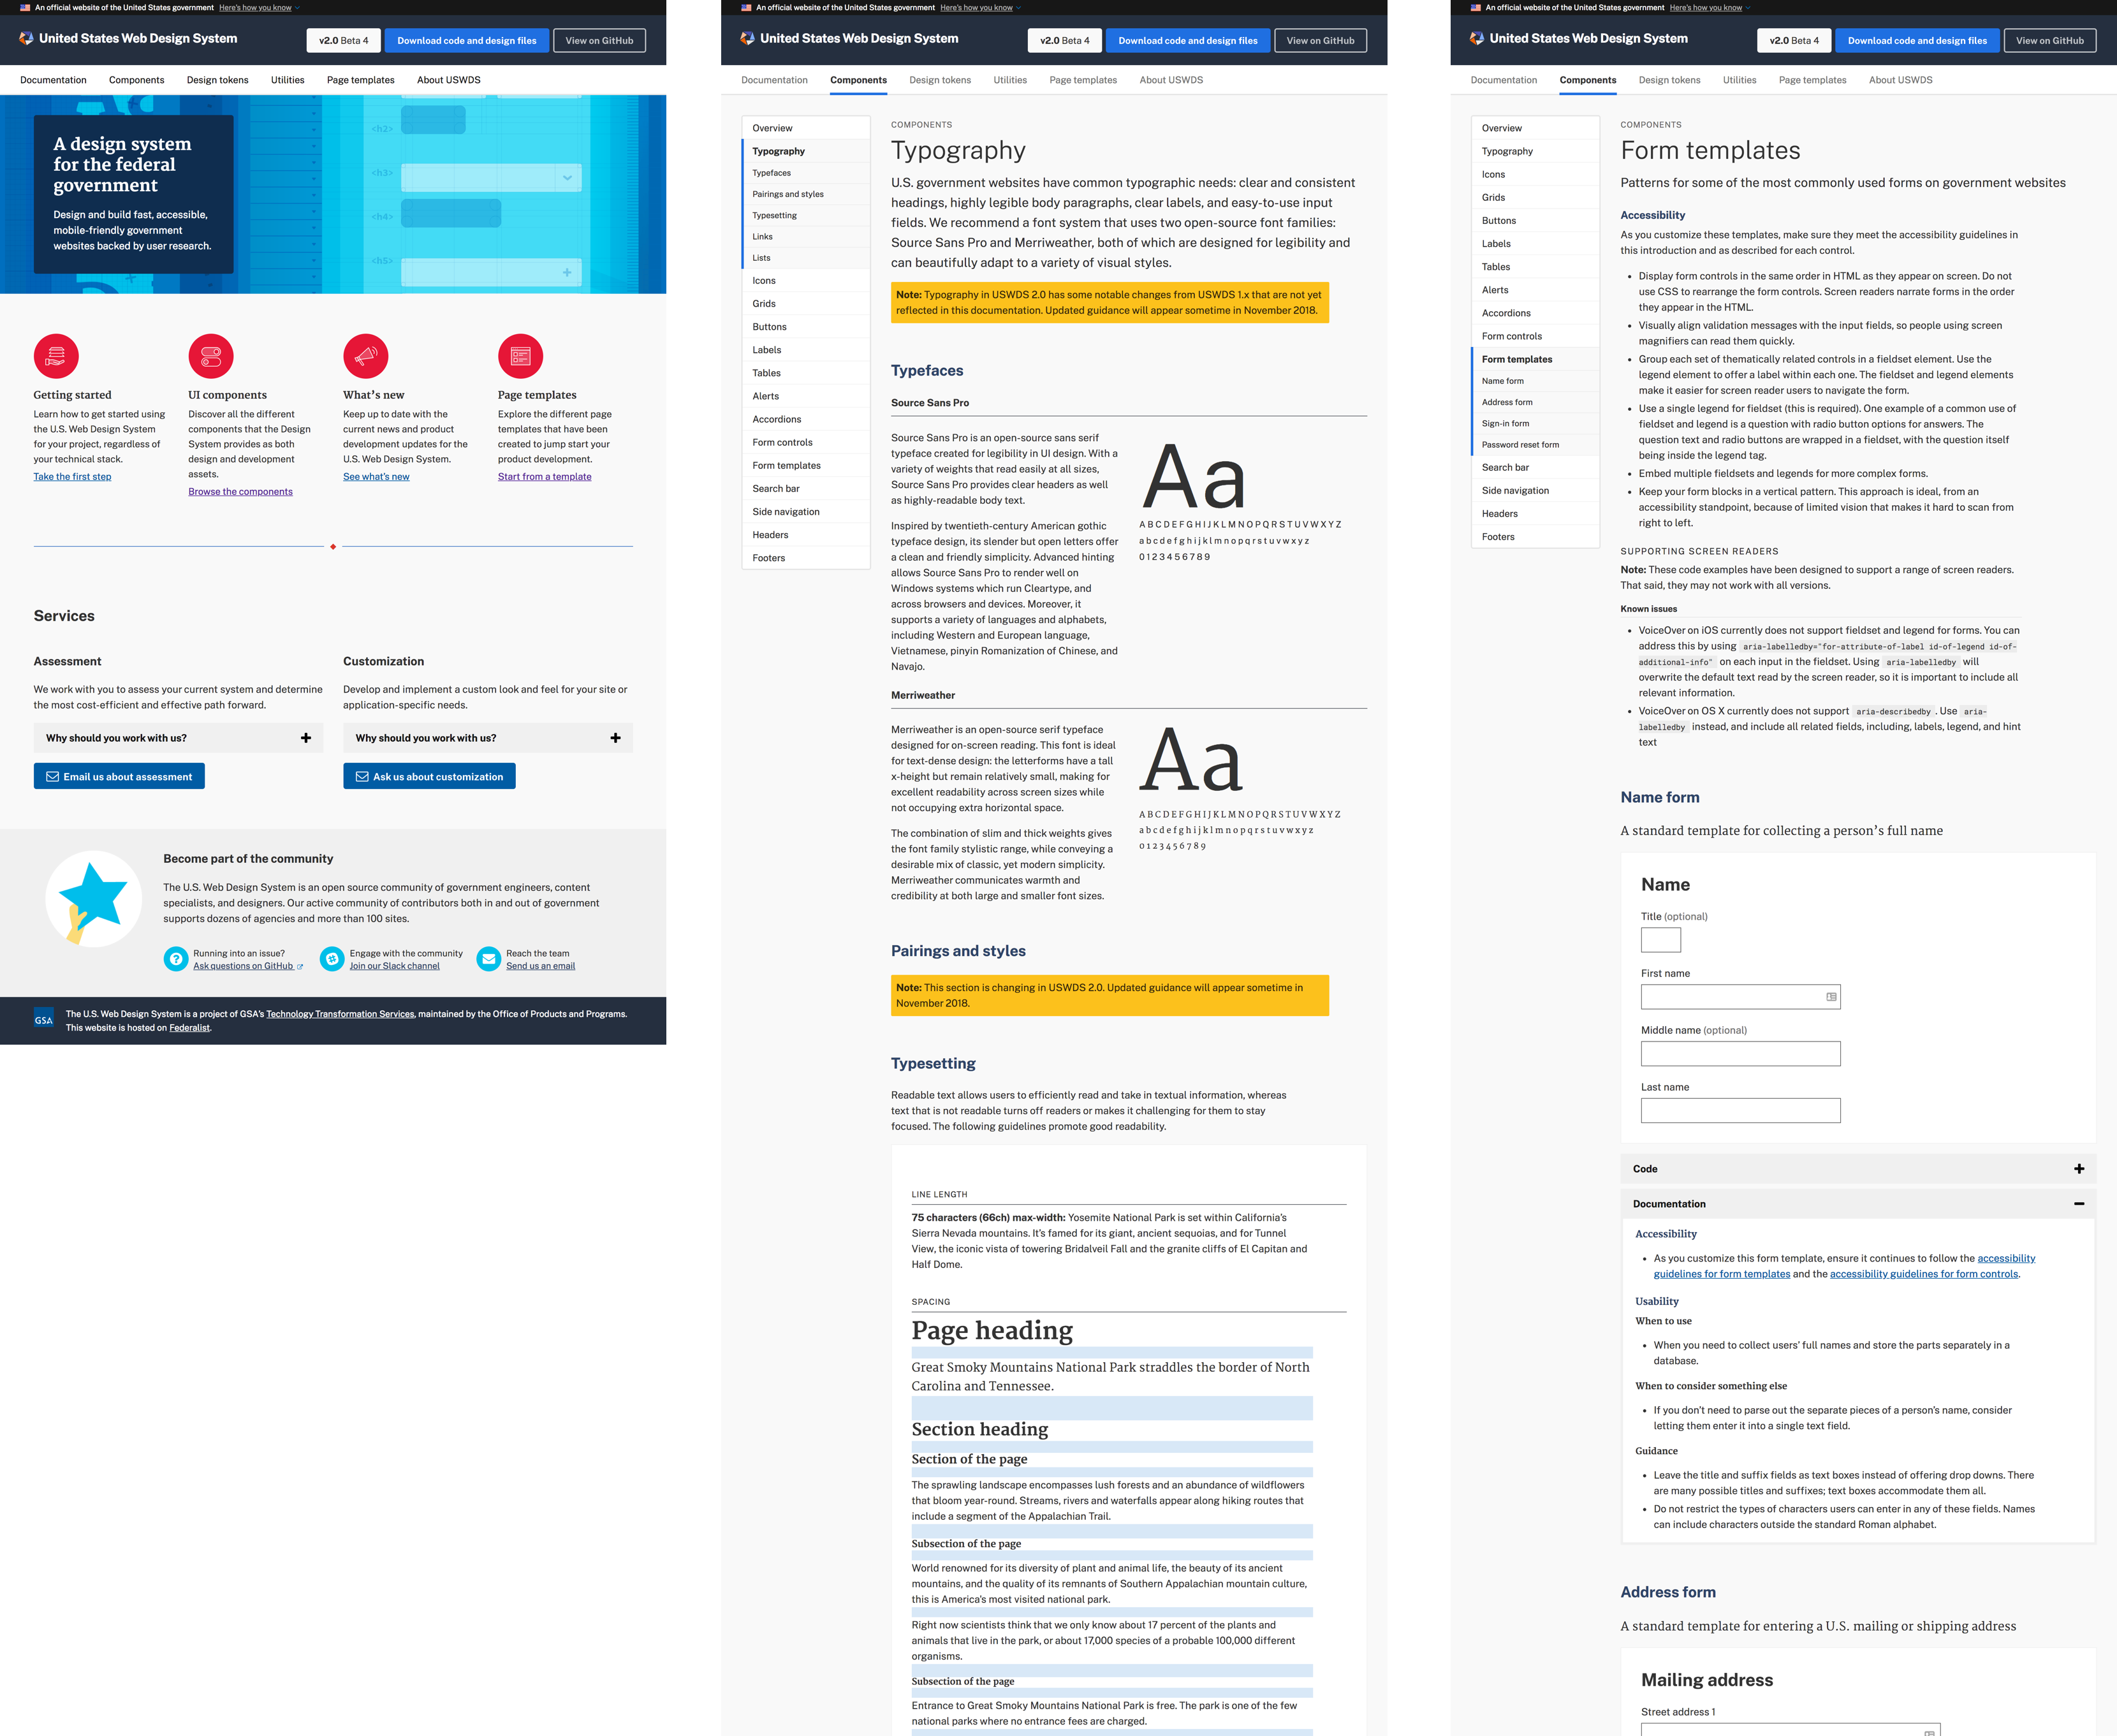 An official website of the United States government Here's how you know
United States Web Design System
v2.0 Beta 4
Download code and design files
View on GitHub
Documentation
Components
Design tokens
Utilities
Page templates
About USWDS
Aa
<h2>
<h3>
<h4>
<h5>
A design system
for the federal
government
Design and build fast, accessible,
mobile-friendly government
websites backed by user research.
Getting started
Learn how to get started using
the U.S. Web Design System
for your project, regardless of
your technical stack.
Take the first step
UI components
Discover all the different
components that the Design
System provides as both
design and development
assets.
Browse the components
What's new
Keep up to date with the
current news and product
development updates for the
U.S. Web Design System.
See what's new
Page templates
Explore the different page
templates that have been
created to jump start your
product development.
Start from a template
Services
Assessment
We work with you to assess your current system and determine
the most cost-efficient and effective path forward.
Why should you work with us?
Email us about assessment
Customization
Develop and implement a custom look and feel for your site or
application-specific needs.
Why should you work with us?
Ask us about customization
Become part of the community
The U.S. Web Design System is an open source community of government engineers, content
specialists, and designers. Our active community of contributors both in and out of government
supports dozens of agencies and more than 100 sites.
Running into an issue?
Ask questions on GitHub
Engage with the community
Join our Slack channel
Reach the team
Send us an email
GSA
The U.S. Web Design System is a project of GSA's Technology Transformation Services, maintained by the Office of Products and Programs.
This website is hosted on Federalist.
An official website of the United States government Here's how you know
United States Web Design System
v2.0 Beta 4
Download code and design files
View on GitHub
Documentation
Components
Design tokens
Utilities
Page templates
About USWDS
Overview
Typography
Typefaces
Pairings and styles
Typesetting
Links
Lists
Icons
Grids
Buttons
Labels
Tables
Alerts
Accordions
Form controls
Form templates
Search bar
Side navigation
Headers
Footers
COMPONENTS
Typography
U.S. government websites have common typographic needs: clear and consistent
headings, highly legible body paragraphs, clear labels, and easy-to-use input
fields. We recommend a font system that uses two open-source font families:
Source Sans Pro and Merriweather, both of which are designed for legibility and
can beautifully adapt to a variety of visual styles.
Note: Typography in USWDS 2.0 has some notable changes from USWDS 1.x that are not yet
reflected in this documentation. Updated guidance will appear sometime in November 2018.
Typefaces
Source Sans Pro
Source Sans Pro is an open-source sans serif
typeface created for legibility in UI design. With a
variety of weights that read easily at all sizes,
Source Sans Pro provides clear headers as well
as highly-readable body text.
Inspired by twentieth-century American gothic
typeface design, its slender but open letters offer
a clean and friendly simplicity. Advanced hinting
allows Source Sans Pro to render well on
Windows systems which run Cleartype, and
across browsers and devices. Moreover, it
supports a variety of languages and alphabets,
including Western and European language,
Vietnamese, pinyin Romanization of Chinese, and
Navajo.
Aa
A B C D E F G H I J K L M N O P Q R S T U V W X Y Z
a b c d e f g h i j k l m n o p q r s t u v w x y z
0 1 2 3 4 5 6 7 8 9
Merriweather
Merriweather is an open-source serif typeface
designed for on-screen reading. This font is ideal
for text-dense design: the letterforms have a tall
x-height but remain relatively small, making for
excellent readability across screen sizes while
not occupying extra horizontal space.
The combination of slim and thick weights gives
the font family stylistic range, while conveying a
desirable mix of classic, yet modern simplicity.
Merriweather communicates warmth and
credibility at both large and smaller font sizes.
Aa
A B C D E F G H I J K L M N O P Q R S T U V W X Y Z
a b c d e f g h i j k l m n o p q r s t u v w x y z
0 1 2 3 4 5 6 7 8 9
Pairings and styles
Note: This section is changing in USWDS 2.0. Updated guidance will appear sometime in
November 2018.
Typesetting
Readable text allows users to efficiently read and take in textual information, whereas
text that is not readable turns off readers or makes it challenging for them to stay
focused. The following guidelines promote good readability.
LINE LENGTH
75 characters (66ch) max-width: Yosemite National Park is set within California's
Sierra Nevada mountains. It's famed for its giant, ancient sequoias, and for Tunnel
View, the iconic vista of towering Bridalveil Fall and the granite cliffs of El Capitan and
Half Dome.
SPACING
Page heading
Great Smoky Mountains National Park straddles the border of North
Carolina and Tennessee.
Section heading
Section of the page
The sprawling landscape encompasses lush forests and an abundance of wildflowers
that bloom year-round. Streams, rivers and waterfalls appear along hiking routes that
include a segment of the Appalachian Trail.
Subsection of the page
World renowned for its diversity of plant and animal life, the beauty of its ancient
mountains, and the quality of its remnants of Southern Appalachian mountain culture,
this is America's most visited national park.
Right now scientists think that we only know about 17 percent of the plants and
animals that live in the park, or about 17,000 species of a probable 100,000 different
organisms.
Subsection of the page
Entrance to Great Smoky Mountains National Park is free. The park is one of the few
national parks where no entrance fees are charged.
An official website of the United States government Here's how you know
United States Web Design System
v2.0 Beta 4
Download code and design files
View on GitHub
Documentation
Components
Design tokens
Utilities
Page templates
About USWDS
Overview
Typography
Icons
Grids
Buttons
Labels
Tables
Alerts
Accordions
Form controls
Form templates
Name form
Address form
Sign-in form
Password reset form
Search bar
Side navigation
Headers
Footers
COMPONENTS
Form templates
Patterns for some of the most commonly used forms on government websites
Accessibility
As you customize these templates, make sure they meet the accessibility guidelines in
this introduction and as described for each control.
• Display form controls in the same order in HTML as they appear on screen. Do not
use CSS to rearrange the form controls. Screen readers narrate forms in the order
they appear in the HTML.
• Visually align validation messages with the input fields, so people using screen
magnifiers can read them quickly.
• Group each set of thematically related controls in a fieldset element. Use the
legend element to offer a label within each one. The fieldset and legend elements
make it easier for screen reader users to navigate the form.
• Use a single legend for fieldset (this is required). One example of a common use of
fieldset and legend is a question with radio button options for answers. The
question text and radio buttons are wrapped in a fieldset, with the question itself
being inside the legend tag.
• Embed multiple fieldsets and legends for more complex forms.
• Keep your form blocks in a vertical pattern. This approach is ideal, from an
accessibility standpoint, because of limited vision that makes it hard to scan from
right to left.
SUPPORTING SCREEN READERS
Note: These code examples have been designed to support a range of screen readers.
That said, they may not work with all versions.
Known issues
• VoiceOver on iOS currently does not support fieldset and legend for forms. You can
address this by using aria-labelledby="for-attribute-of-label id-of-legend id-of-
additional-info" on each input in the fieldset. Using aria-labelledby will
overwrite the default text read by the screen reader, so it is important to include all
relevant information.
• VoiceOver on OS X currently does not support aria-describedby. Use aria-
labelledby instead, and include all related fields, including, labels, legend, and hint
text
Name form
A standard template for collecting a person's full name
Name
Title (optional)
First name
Middle name (optional)
Last name
Code
Documentation
Accessibility
• As you customize this form template, ensure it continues to follow the accessibility
guidelines for form templates and the accessibility guidelines for form controls.
Usability
When to use
• When you need to collect users' full names and store the parts separately in a
database.
When to consider something else
• If you don't need to parse out the separate pieces of a person's name, consider
letting them enter it into a single text field.
Guidance
• Leave the title and suffix fields as text boxes instead of offering drop downs. There
are many possible titles and suffixes; text boxes accommodate them all.
• Do not restrict the types of characters users can enter in any of these fields. Names
can include characters outside the standard Roman alphabet.
Address form
A standard template for entering a U.S. mailing or shipping address
Mailing address
Street address 1